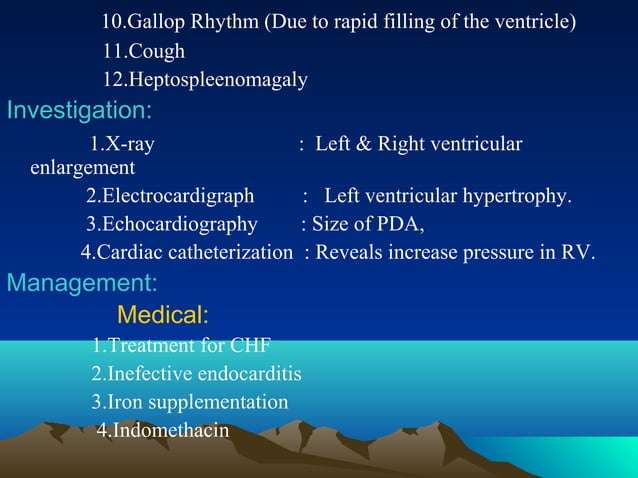 10.Gallop Rhythm (Due to rapid filling of the ventricle)
11.Cough
12.Heptospleenomagaly
Investigation:
1.X-ray : Left & Right ventricular
enlargement
2.Electrocardigraph : Left ventricular hypertrophy.
3.Echocardiography : Size of PDA,
4.Cardiac catheterization : Reveals increase pressure in RV.
Management:
Medical:
1.Treatment for CHF
2.Inefective endocarditis
3.Iron supplementation
4.Indomethacin